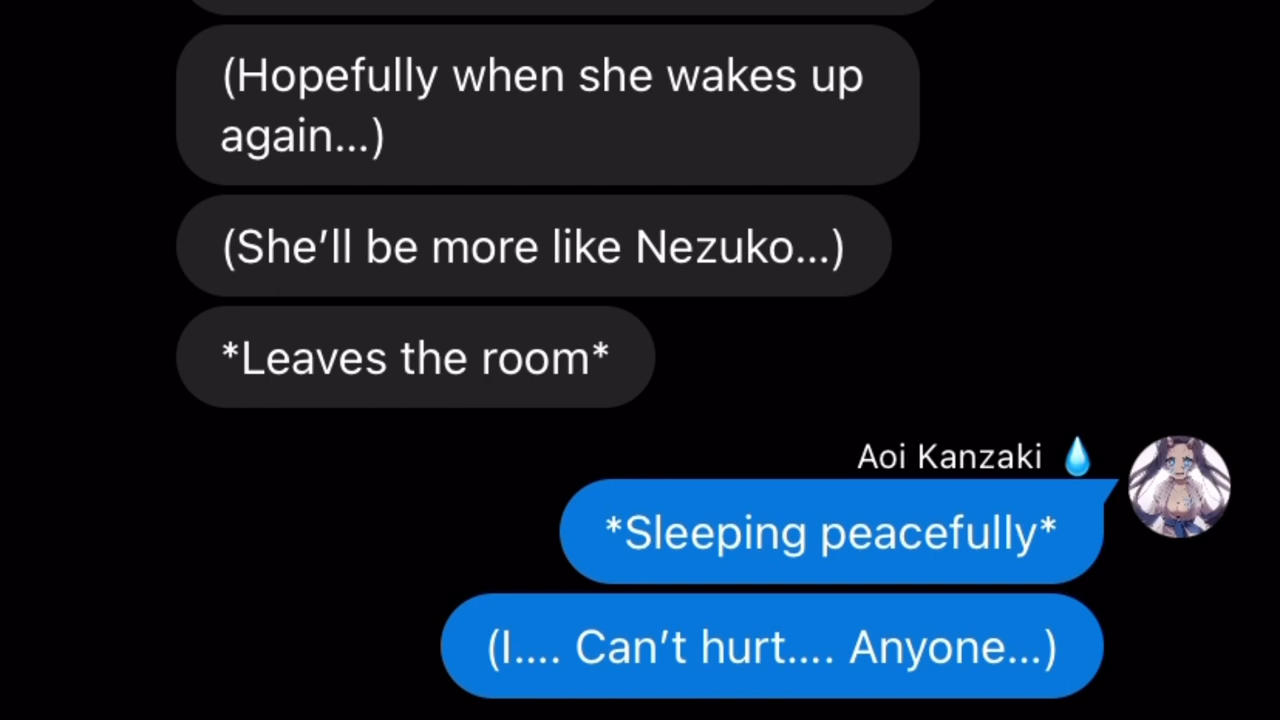 (Hopefully when she wakes up
again...)
(She’ll be more like Nezuko...)
*Leaves the room*
Aoi Kanzaki 💧
*Sleeping peacefully*
(I.... Can’t hurt.... Anyone...)